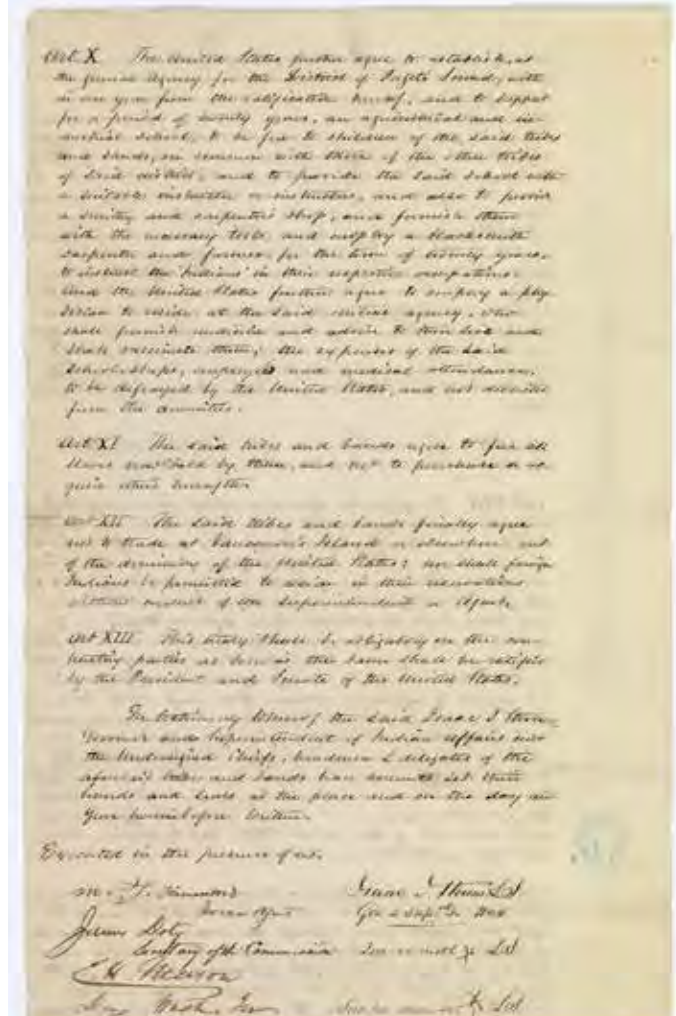 Art X. The United States further agree to establish, at
the general agency for the District of Puget's Sound, with
in one year from the ratification hereof, and to support
for a period of twenty years, an agricultural and in
dustrial school, to be free to children of the said tribes
and bands, in common with those of the other tribes
of said district, and to provide the said school with
a suitable instructor or instructors, and also to provide
a smithy and carpenter's shop, and furnish them
with the necessary tools and employ a blacksmith
carpenter and farmer for the term of twenty years
to instruct the Indians in their respective occupations.
And the United States further agree to employ a phy
sician to reside at the said central agency, who
shall furnish medicine and advice to their sick and
shall vaccinate them; the expenses of the said
school, shops, employés and medical attendance,
to be defrayed by the United States, and not deducted
from the annuities.
Art XI The said tribes and bands agree to free all
slaves now held by them, and not to purchase or ac
quire others hereafter
Art XII The said tribes and bands finally agree
not to trade at Vancouver's Island or elsewhere out
of the dominions of the United States; nor shall foreign
Indians be permitted to reside in their reservations
without consent of the Superintendent or Agent.
Art XIII This treaty shall be obligatory on the con
tracting parties as soon as the same shall be ratified
by the President and Senate of the United States.
In testimony whereof the said Isaac I Stevens
Governor and Superintendent of Indian Affairs and
the Undersigned Chiefs, headmen & delegates of the
aforesaid tribes and bands have hereunto set their
hands and seals at the place and on the day and
year hereinbefore written.
Executed in the presence of us.
M. T. Simmons Isaac I Stevens LS
Indian Agent Gov & Supt Ter Was
James Doty
Secretary of the Commission LS
C H Mason
Wash. Ter LS